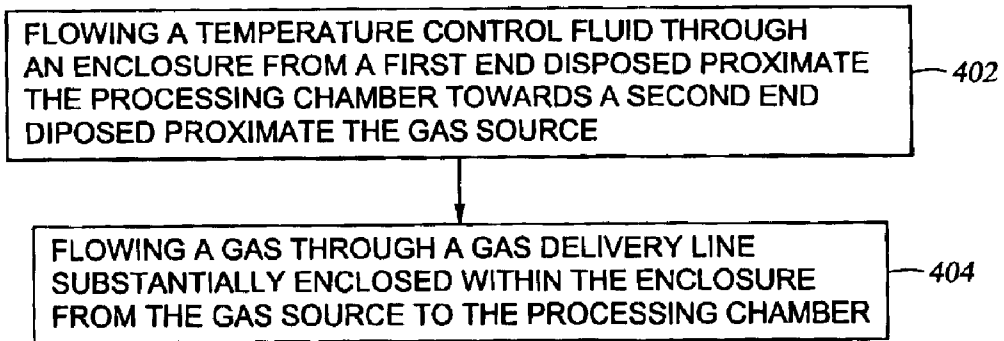 FLOWING A TEMPERATURE CONTROL FLUID THROUGH
AN ENCLOSURE FROM A FIRST END DISPOSED PROXIMATE
THE PROCESSING CHAMBER TOWARDS A SECOND END
DIPOSED PROXIMATE THE GAS SOURCE
402
FLOWING A GAS THROUGH A GAS DELIVERY LINE
SUBSTANTIALLY ENCLOSED WITHIN THE ENCLOSURE
FROM THE GAS SOURCE TO THE PROCESSING CHAMBER
404